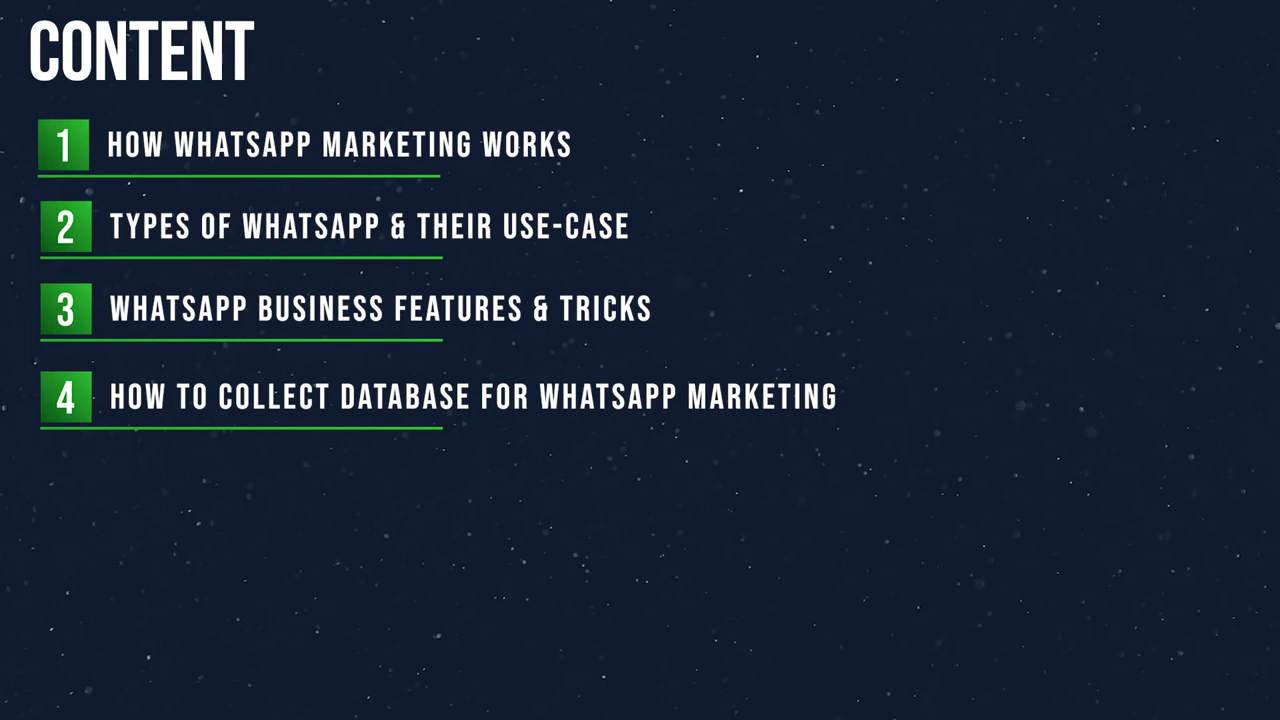 CONTENT
1 HOW WHATSAPP MARKETING WORKS
2 TYPES OF WHATSAPP & THEIR USE-CASE
3 WHATSAPP BUSINESS FEATURES & TRICKS
4 HOW TO COLLECT DATABASE FOR WHATSAPP MARKETING